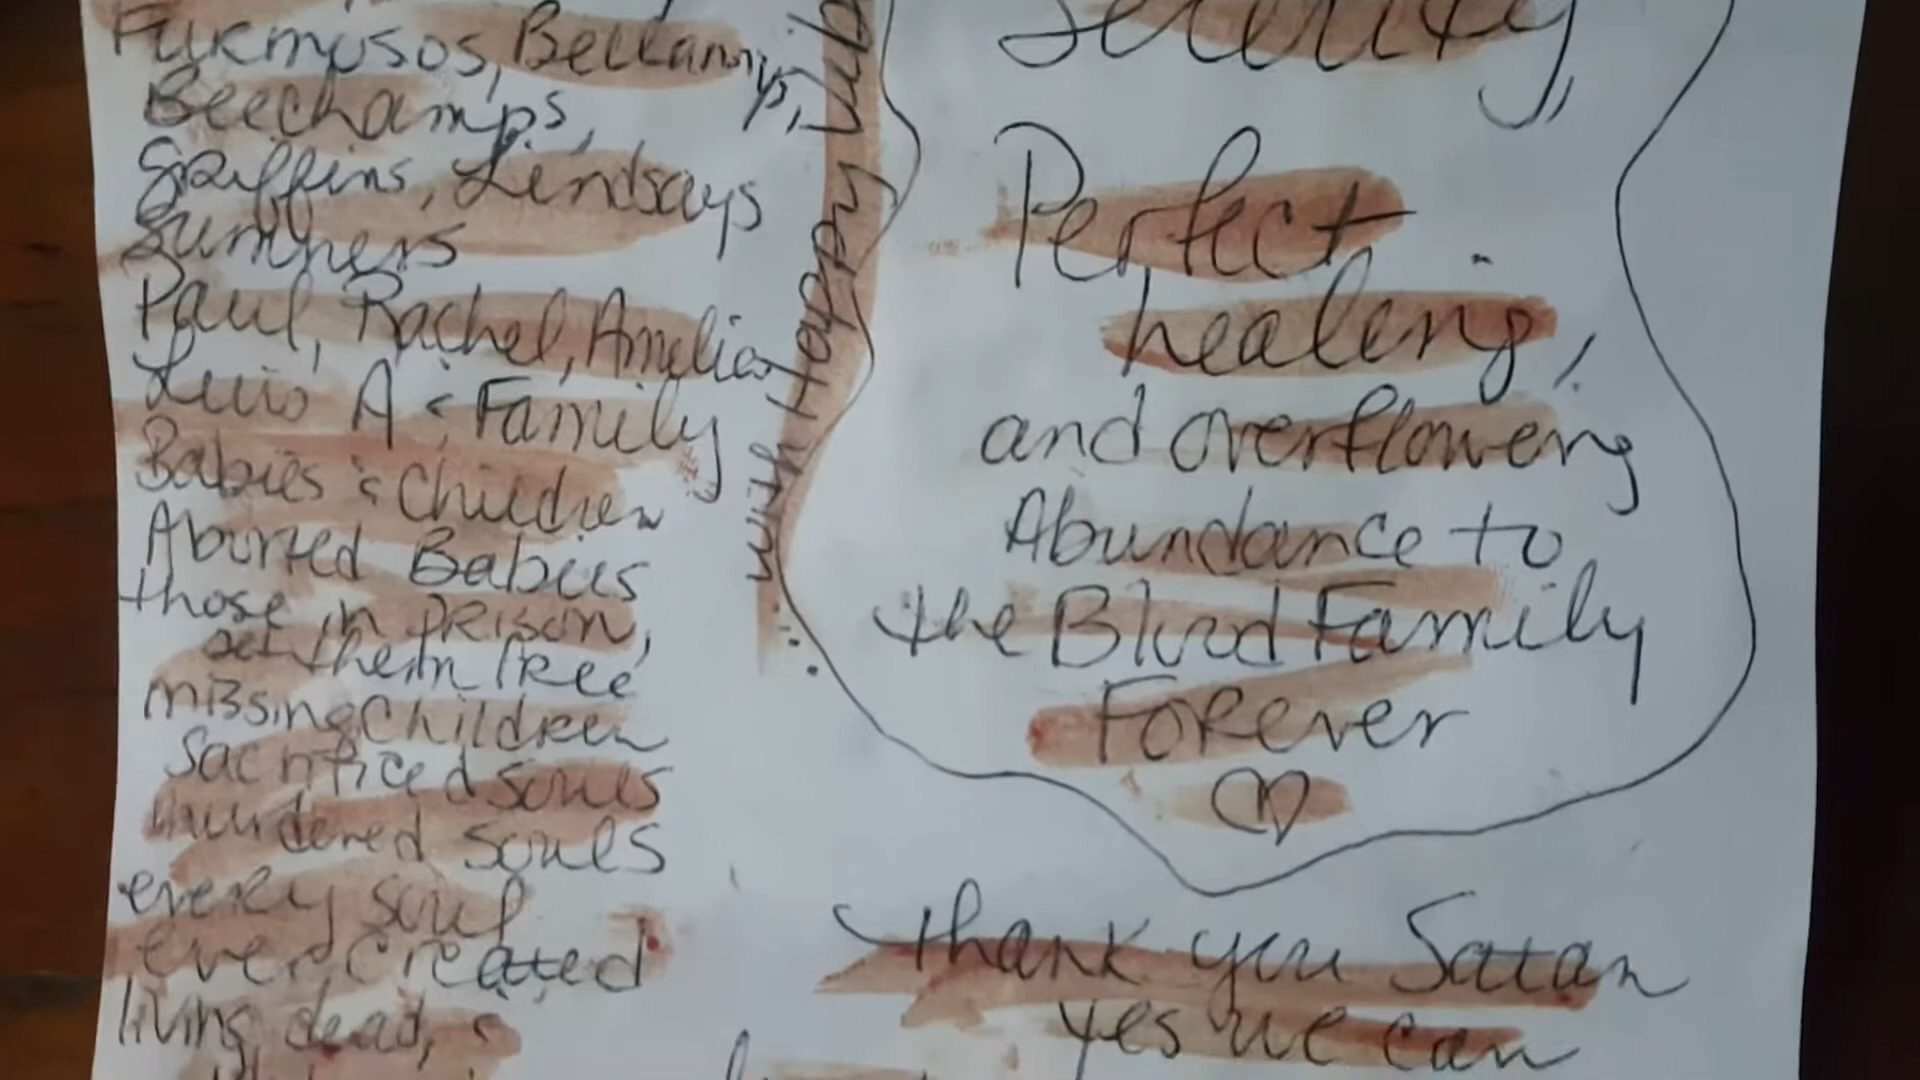 Bellamys,
Beechamps,
Griffins, Lindsays
Summers
Paul, Rachel, Amelia
A & Family
Babies & Children
Aborted Babies
those in prison,
set them free
missing Children
Sacrificed souls
murdered souls
every soul
ever created
living, dead, &
with Happy
Perfect,
healing,
and overflowing
Abundance to
the Blood Family
Forever
thank you Satan
yes we can